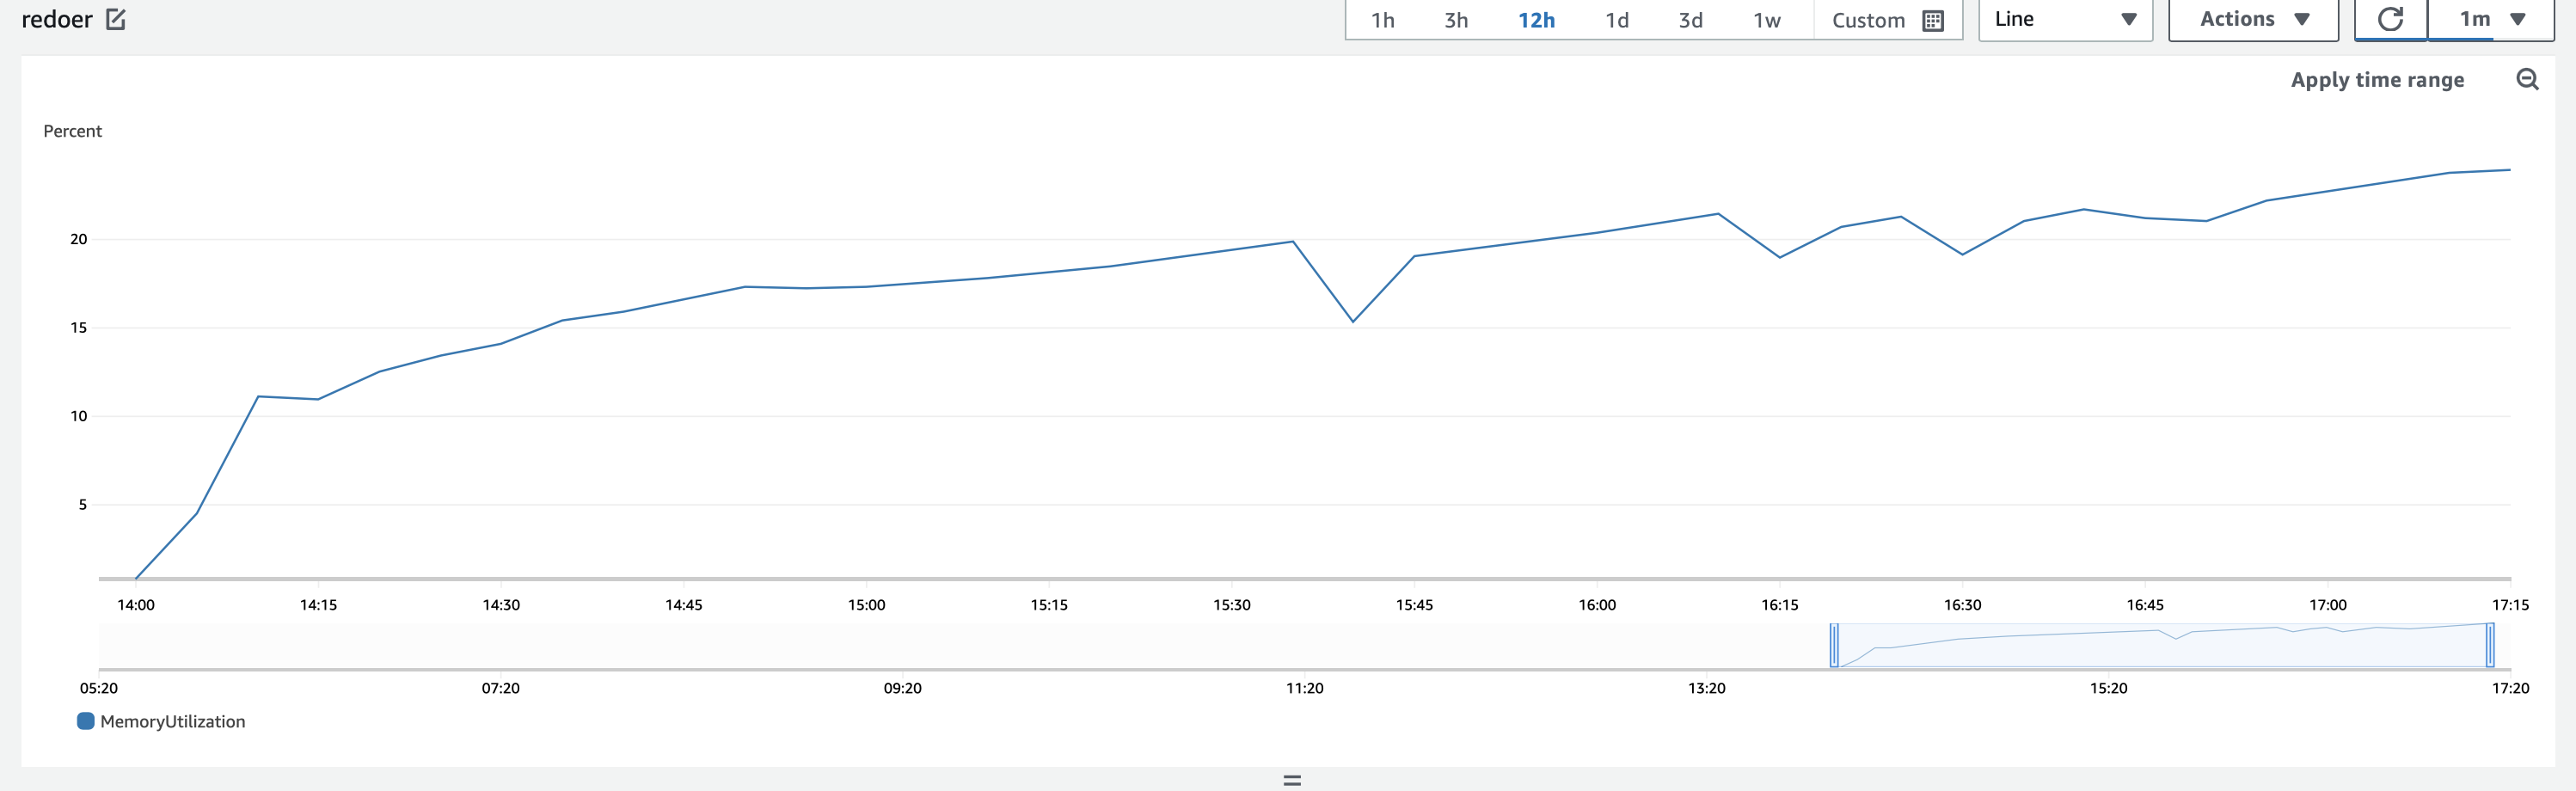 redoer
1h 3h 12h 1d 3d 1w Custom Line Actions 1m
Apply time range
Percent
20
15
10
5
14:00 14:15 14:30 14:45 15:00 15:15 15:30 15:45 16:00 16:15 16:30 16:45 17:00 17:15
05:20 07:20 09:20 11:20 13:20 15:20 17:20
MemoryUtilization